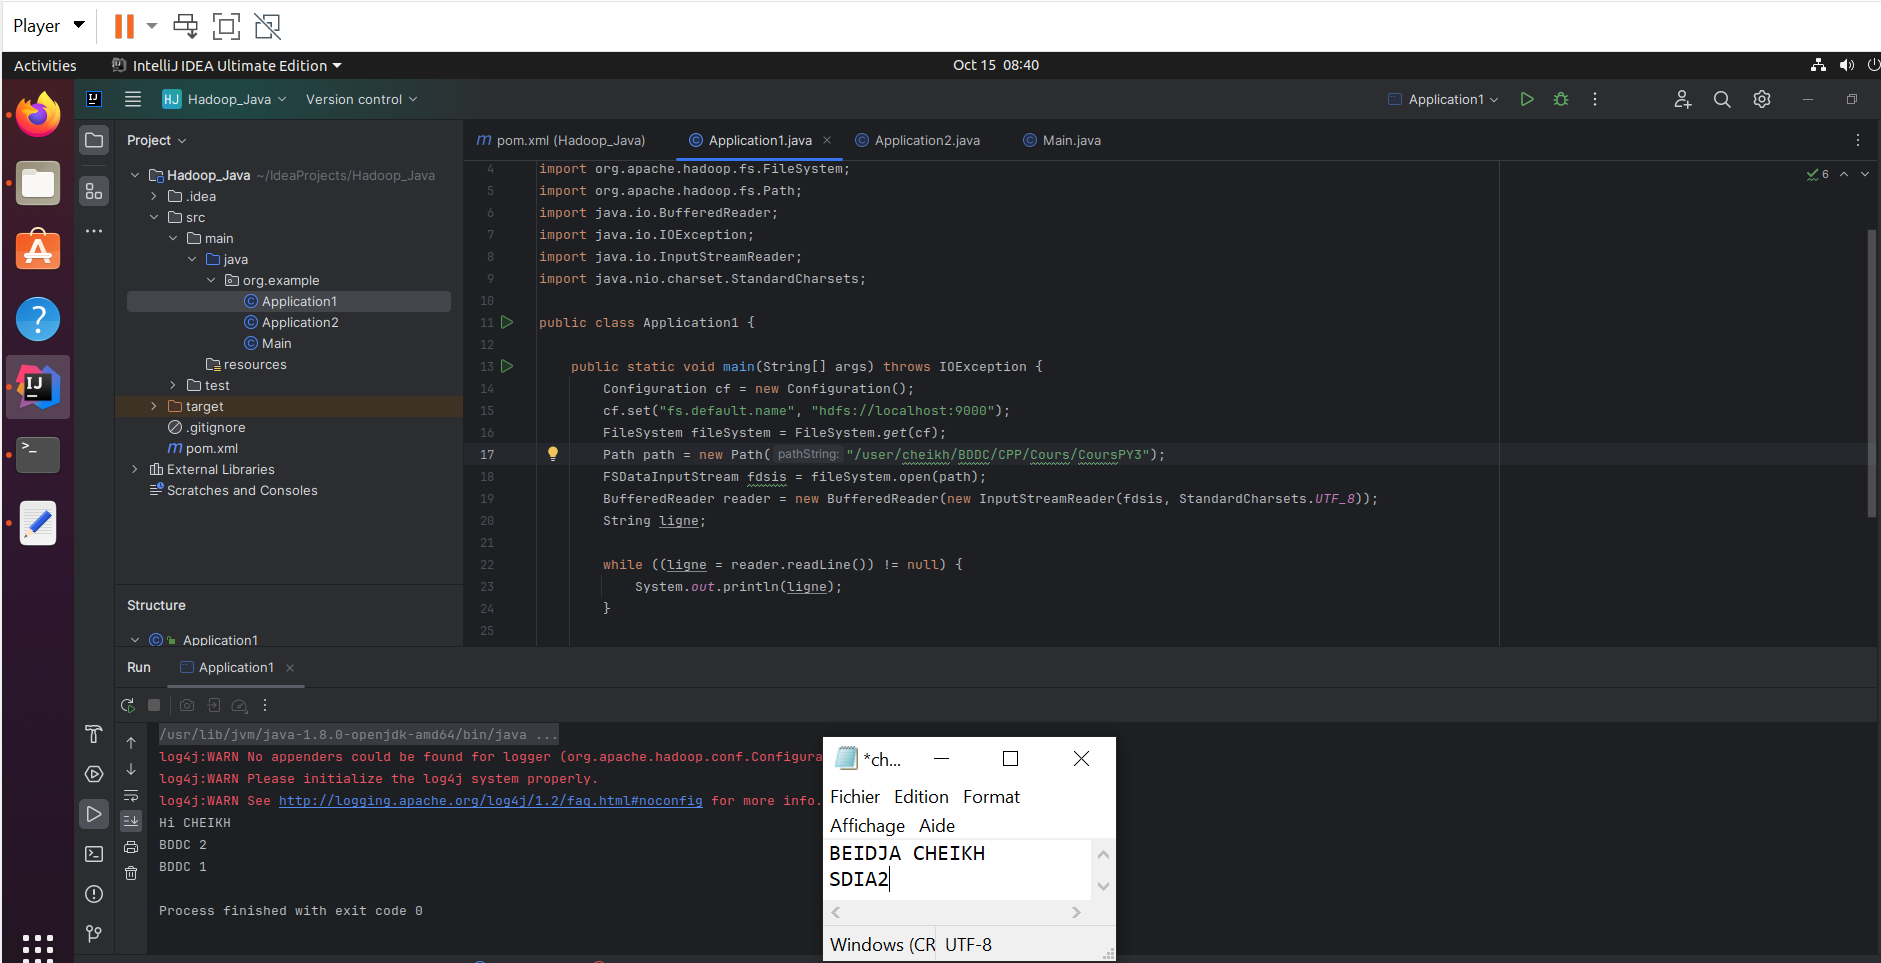 Player
Activities
IntelliJ IDEA Ultimate Edition
Oct 15 08:40
IJ
HJ Hadoop_Java
Version control
Application1
Project
Hadoop_Java ~/IdeaProjects/Hadoop_Java
.idea
src
main
java
org.example
Application1
Application2
Main
resources
test
target
.gitignore
m pom.xml
External Libraries
Scratches and Consoles
Structure
Application1
m pom.xml (Hadoop_Java)
Application1.java
Application2.java
Main.java
6
4 import org.apache.hadoop.fs.FileSystem;
5 import org.apache.hadoop.fs.Path;
6 import java.io.BufferedReader;
7 import java.io.IOException;
8 import java.io.InputStreamReader;
9 import java.nio.charset.StandardCharsets;
10
11 public class Application1 {
12
13 public static void main(String[] args) throws IOException {
14 Configuration cf = new Configuration();
15 cf.set("fs.default.name", "hdfs://localhost:9000");
16 FileSystem fileSystem = FileSystem.get(cf);
17 Path path = new Path( pathString: "/user/cheikh/BDDC/CPP/Cours/CoursPY3");
18 FSDataInputStream fdsis = fileSystem.open(path);
19 BufferedReader reader = new BufferedReader(new InputStreamReader(fdsis, StandardCharsets.UTF_8));
20 String ligne;
21
22 while ((ligne = reader.readLine()) != null) {
23 System.out.println(ligne);
24 }
25
Run
Application1
/usr/lib/jvm/java-1.8.0-openjdk-amd64/bin/java ...
log4j:WARN No appenders could be found for logger (org.apache.hadoop.conf.Configura
log4j:WARN Please initialize the log4j system properly.
log4j:WARN See http://logging.apache.org/log4j/1.2/faq.html#noconfig for more info.
Hi CHEIKH
BDDC 2
BDDC 1
Process finished with exit code 0
*ch...
Fichier Edition Format
Affichage Aide
BEIDJA CHEIKH
SDIA2
Windows (CR UTF-8